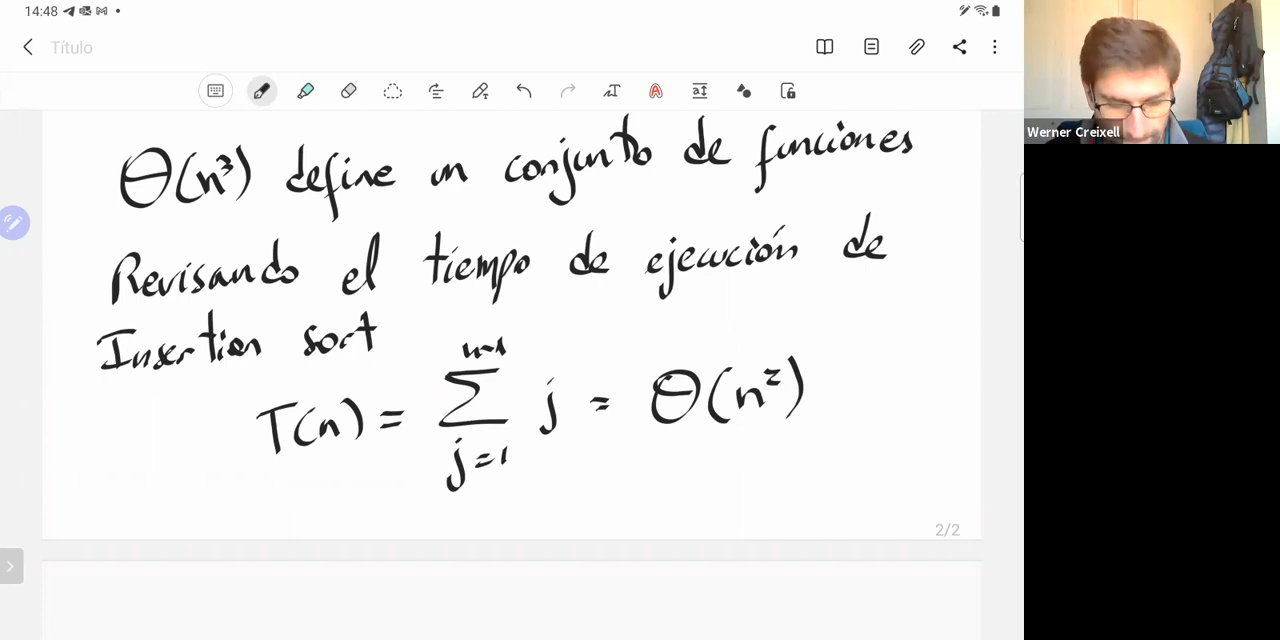 14:48
Título
Θ(n³) define un conjunto de funciones
Revisando el tiempo de ejecución de
Insertion sort
n-1
T(n) = Σ j = Θ(n²)
j=1
2/2
Werner Creixell